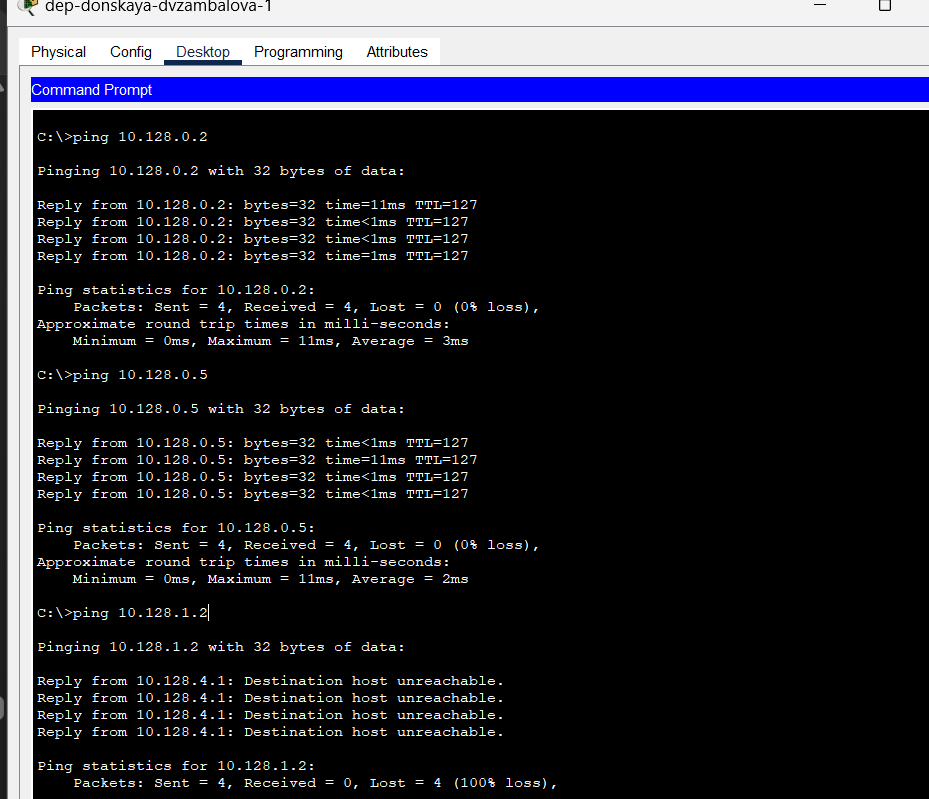 dep-donskaya-dvzambalova-1
Physical Config Desktop Programming Attributes
Command Prompt
C:\>ping 10.128.0.2
Pinging 10.128.0.2 with 32 bytes of data:
Reply from 10.128.0.2: bytes=32 time=11ms TTL=127
Reply from 10.128.0.2: bytes=32 time<1ms TTL=127
Reply from 10.128.0.2: bytes=32 time<1ms TTL=127
Reply from 10.128.0.2: bytes=32 time=1ms TTL=127
Ping statistics for 10.128.0.2:
Packets: Sent = 4, Received = 4, Lost = 0 (0% loss),
Approximate round trip times in milli-seconds:
Minimum = 0ms, Maximum = 11ms, Average = 3ms
C:\>ping 10.128.0.5
Pinging 10.128.0.5 with 32 bytes of data:
Reply from 10.128.0.5: bytes=32 time<1ms TTL=127
Reply from 10.128.0.5: bytes=32 time=11ms TTL=127
Reply from 10.128.0.5: bytes=32 time<1ms TTL=127
Reply from 10.128.0.5: bytes=32 time<1ms TTL=127
Ping statistics for 10.128.0.5:
Packets: Sent = 4, Received = 4, Lost = 0 (0% loss),
Approximate round trip times in milli-seconds:
Minimum = 0ms, Maximum = 11ms, Average = 2ms
C:\>ping 10.128.1.2
Pinging 10.128.1.2 with 32 bytes of data:
Reply from 10.128.4.1: Destination host unreachable.
Reply from 10.128.4.1: Destination host unreachable.
Reply from 10.128.4.1: Destination host unreachable.
Reply from 10.128.4.1: Destination host unreachable.
Ping statistics for 10.128.1.2:
Packets: Sent = 4, Received = 0, Lost = 4 (100% loss),